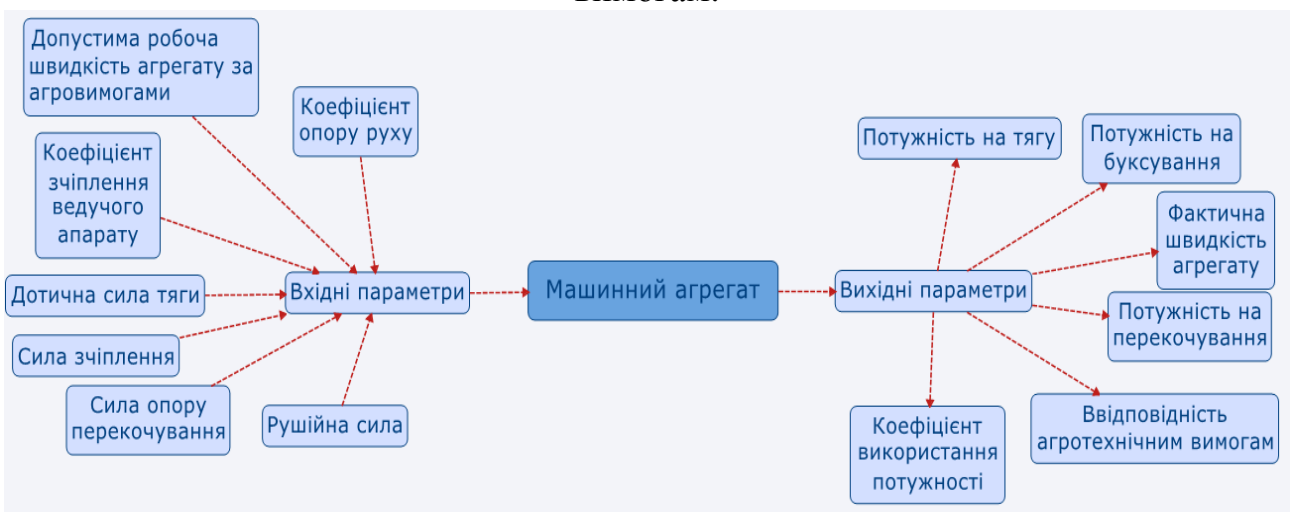 вимогам.
Допустима робоча
швидкість агрегату за
агровимогами
Коефіцієнт
опору руху
Коефіцієнт
зчіплення
ведучого
апарату
Дотична сила тяги
Сила зчіплення
Сила опору
перекочування
Рушійна сила
Вхідні параметри
Машинний агрегат
Вихідні параметри
Потужність на тягу
Потужність на
буксування
Фактична
швидкість
агрегату
Потужність на
перекочування
Ввідповідність
агротехнічним вимогам
Коефіцієнт
використання
потужності